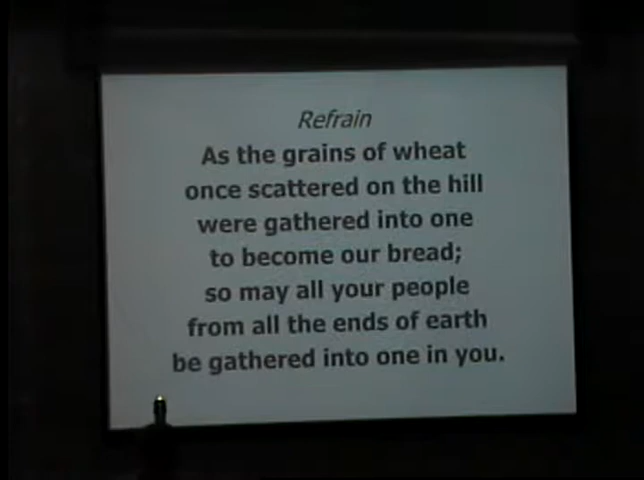 Refrain
As the grains of wheat
once scattered on the hill
were gathered into one
to become our bread;
so may all your people
from all the ends of earth
be gathered into one in you.